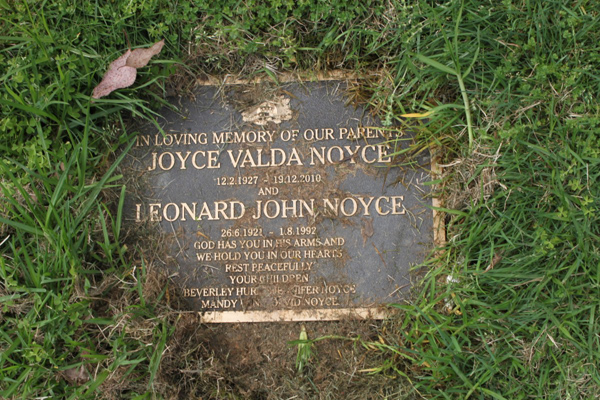 IN LOVING MEMORY OF OUR PARENTS
JOYCE VALDA NOYCE
12.2.1927 - 19.12.2010
AND
LEONARD JOHN NOYCE
26.6.1921 - 1.8.1992
GOD HAS YOU IN HIS ARMS AND
WE HOLD YOU IN OUR HEARTS
REST PEACEFULLY
YOUR CHILDREN
BEVERLEY NOYCE
MANDY NOYCE